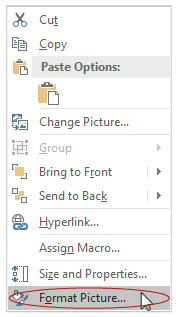 Cut
Copy
Paste Options:
Change Picture...
Group
Bring to Front
Send to Back
Hyperlink...
Assign Macro...
Size and Properties...
Format Picture...